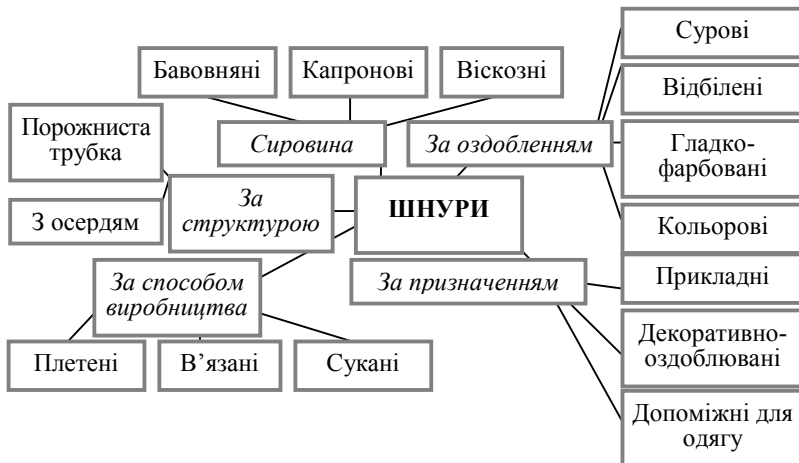 Сурові
Бавовняні
Капронові
Віскозні
Відбілені
Порожниста
трубка
Сировина
За оздобленням
Гладко-
фарбовані
За
структурою
ШНУРИ
З осердям
Кольорові
За способом
виробництва
За призначенням
Прикладні
Плетені
В’язані
Сукані
Декоративно-
оздоблювані
Допоміжні для
одягу